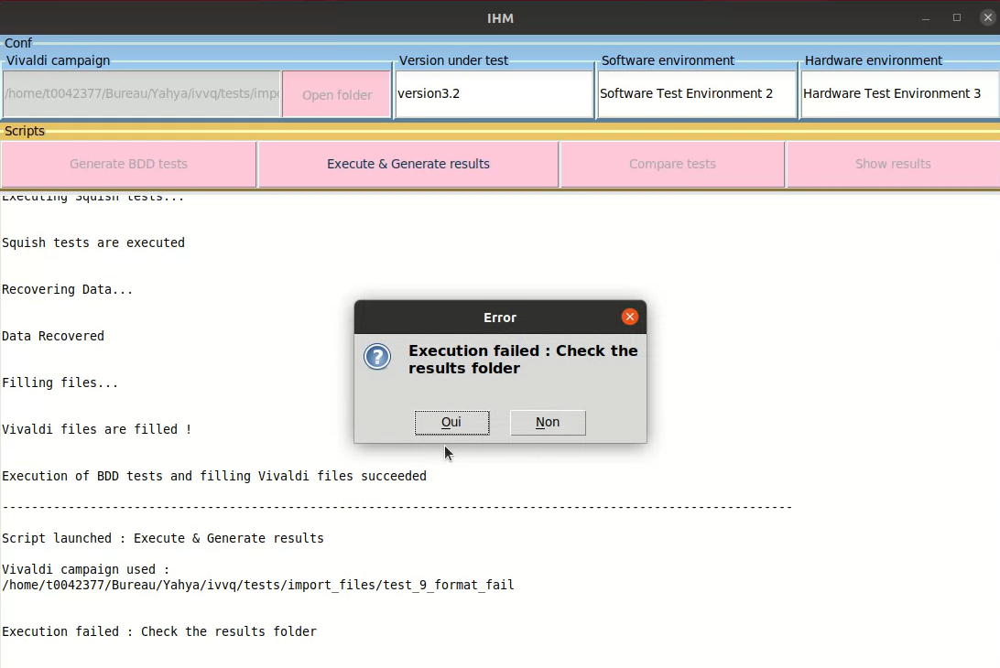 IHM
Conf
Vivaldi campaign
Version under test
Software environment
Hardware environment
/home/t0042377/Bureau/Yahya/ivvq/tests/impo
Open folder
version3.2
Software Test Environment 2
Hardware Test Environment 3
Scripts
Generate BDD tests
Execute & Generate results
Compare tests
Show results
Executing Squish tests...
Squish tests are executed
Recovering Data...
Data Recovered
Filling files...
Vivaldi files are filled !
Execution of BDD tests and filling Vivaldi files succeeded
------------------------------------------------------------------------------------------------------------
Script launched : Execute & Generate results
Vivaldi campaign used :
/home/t0042377/Bureau/Yahya/ivvq/tests/import_files/test_9_format_fail
Execution failed : Check the results folder
Error
Execution failed : Check the
results folder
Oui
Non